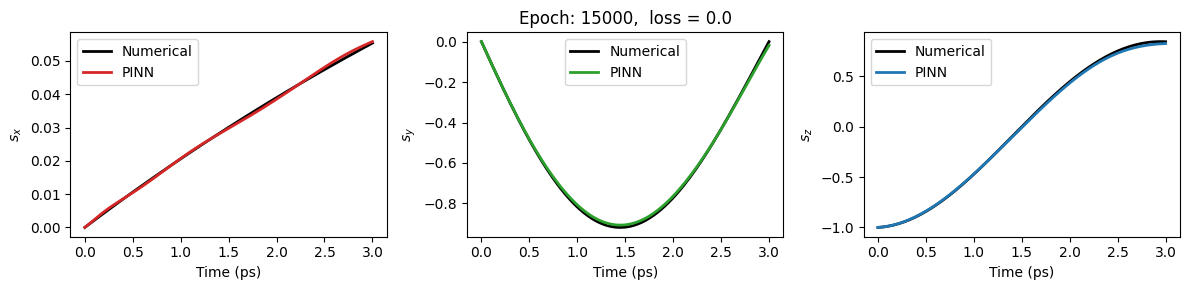 Epoch: 15000,  loss = 0.0
Numerical
PINN
s_x
0.05
0.04
0.03
0.02
0.01
0.00
0.0 0.5 1.0 1.5 2.0 2.5 3.0
Time (ps)
Numerical
PINN
s_y
0.0
−0.2
−0.4
−0.6
−0.8
0.0 0.5 1.0 1.5 2.0 2.5 3.0
Time (ps)
Numerical
PINN
s_z
0.5
0.0
−0.5
−1.0
0.0 0.5 1.0 1.5 2.0 2.5 3.0
Time (ps)